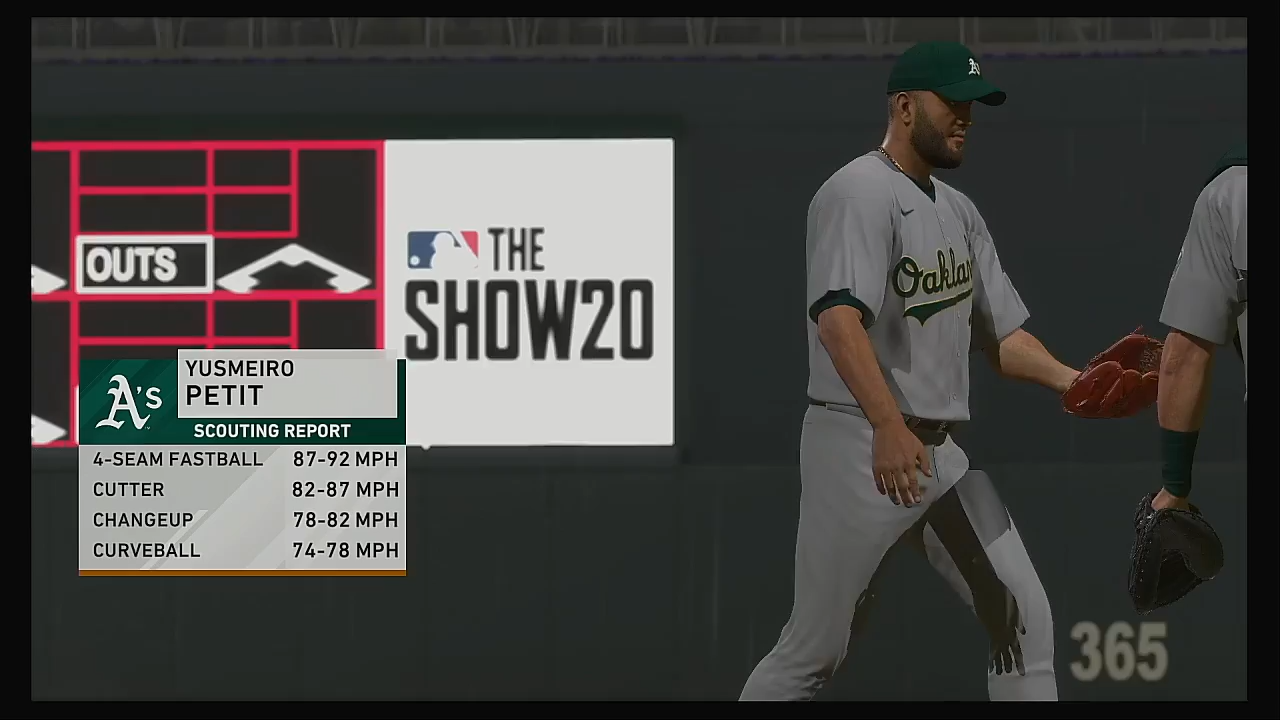 OUTS
THE
SHOW20
YUSMEIRO
PETIT
A's
SCOUTING REPORT
4-SEAM FASTBALL 87-92 MPH
CUTTER 82-87 MPH
CHANGEUP 78-82 MPH
CURVEBALL 74-78 MPH
A's
Oaklan
365